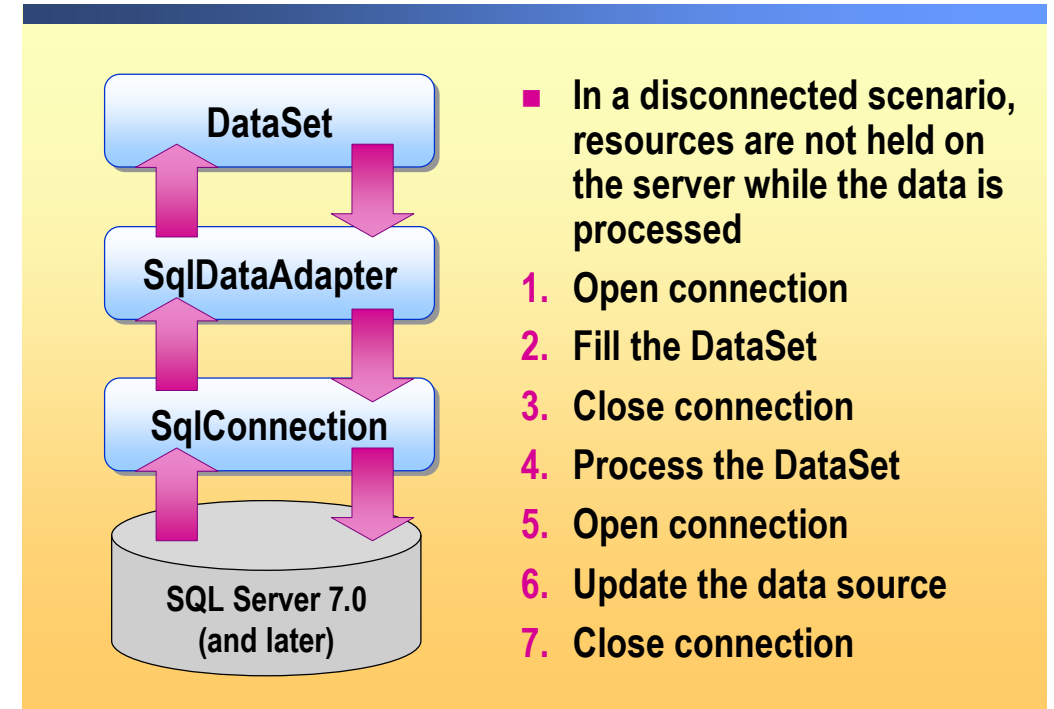 DataSet
SqlDataAdapter
SqlConnection
SQL Server 7.0
(and later)
In a disconnected scenario,
resources are not held on
the server while the data is
processed
1. Open connection
2. Fill the DataSet
3. Close connection
4. Process the DataSet
5. Open connection
6. Update the data source
7. Close connection